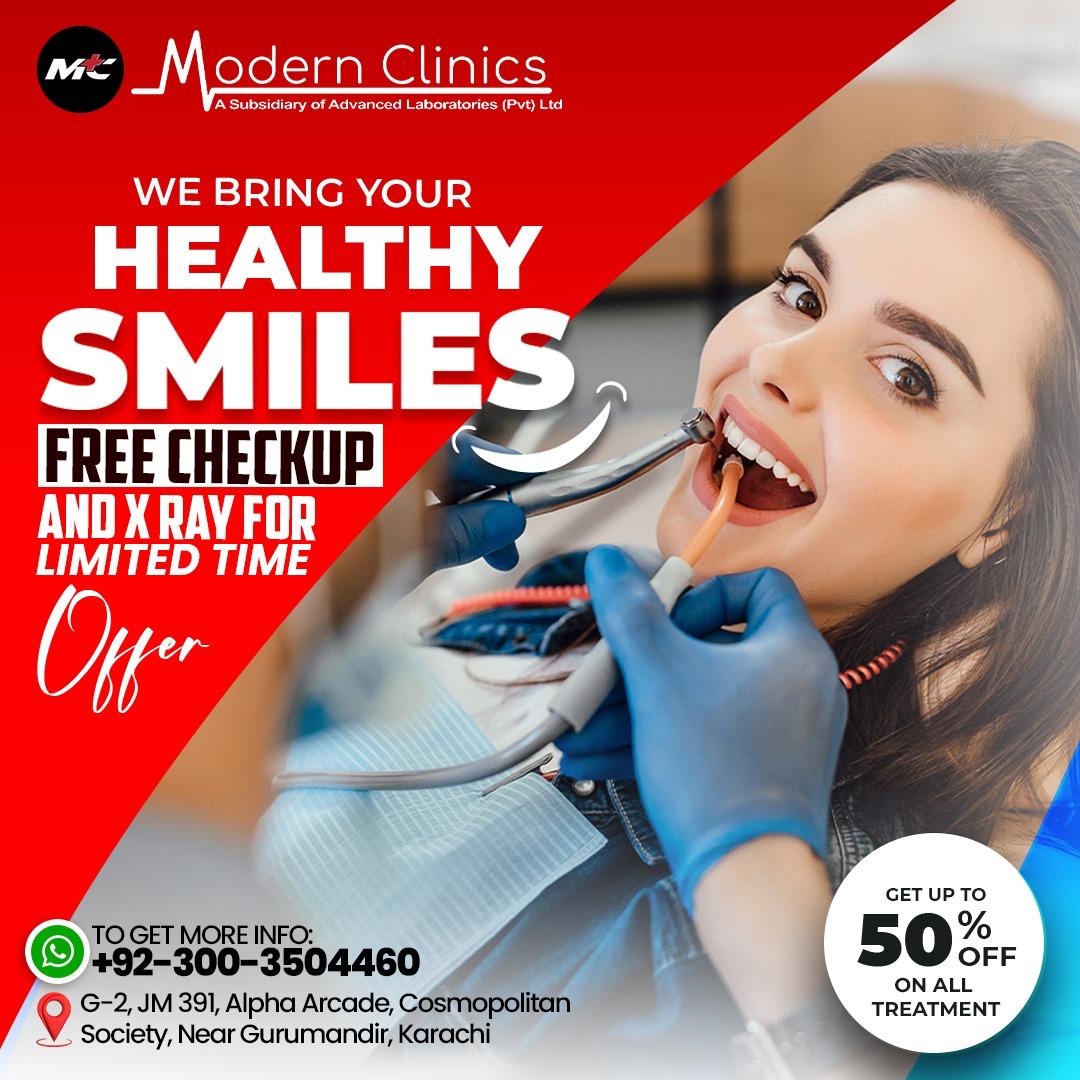 MC
Modern Clinics
A Subsidiary of Advanced Laboratories (Pvt) Ltd
WE BRING YOUR
HEALTHY
SMILES
FREE CHECKUP
AND X RAY FOR
LIMITED TIME
Offer
TO GET MORE INFO:
+92-300-3504460
G-2, JM 391, Alpha Arcade, Cosmopolitan
Society, Near Gurumandir, Karachi
GET UP TO
50% OFF
ON ALL
TREATMENT